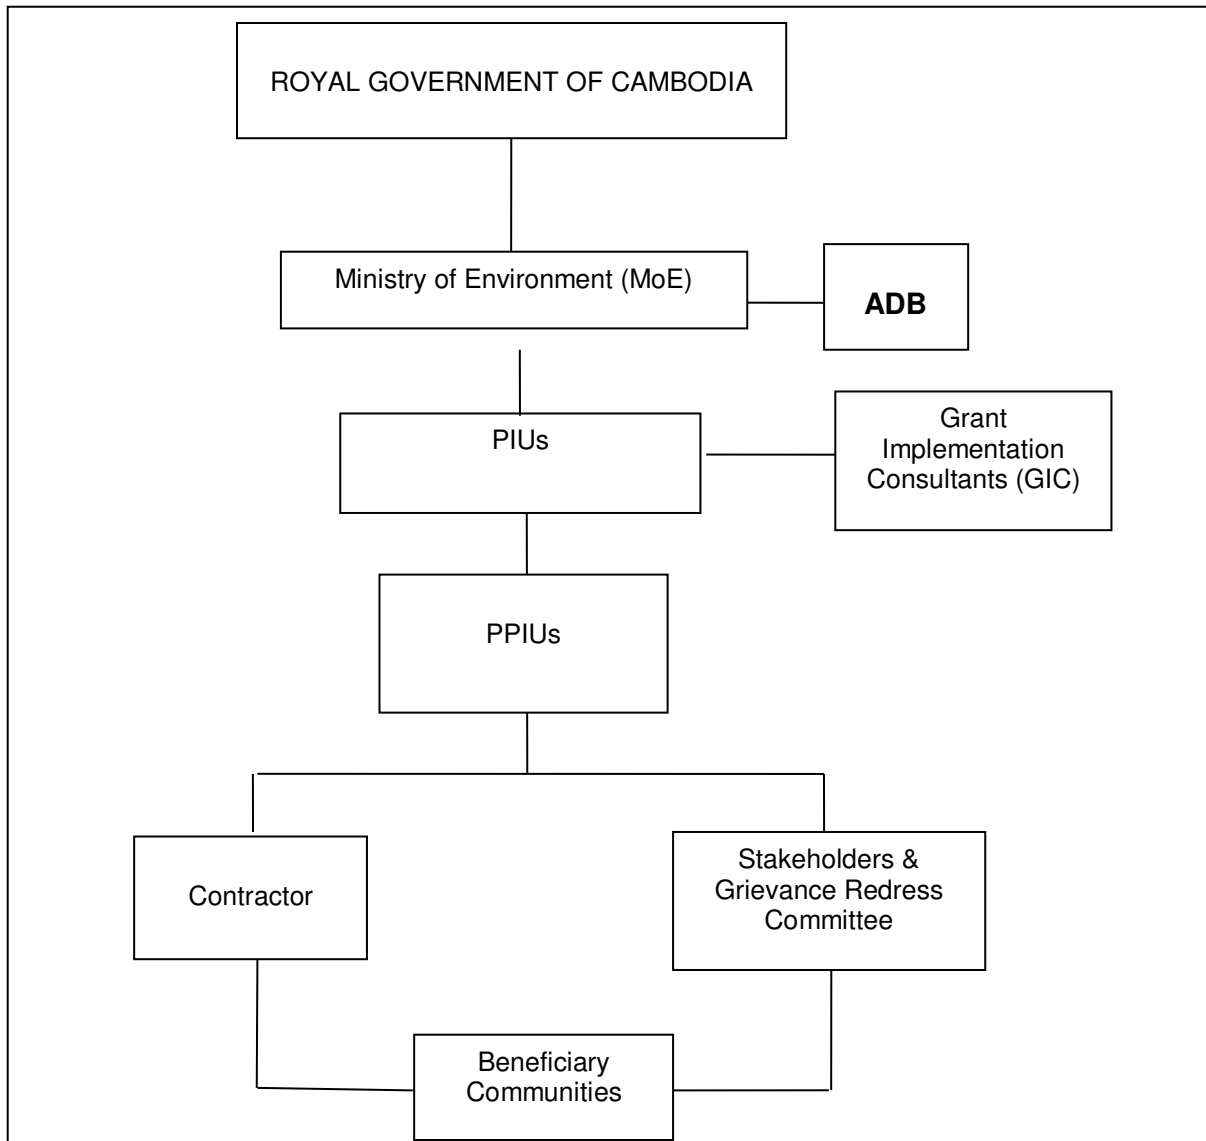 ROYAL GOVERNMENT OF CAMBODIA
Ministry of Environment (MoE)
ADB
PIUs
Grant
Implementation
Consultants (GIC)
PPIUs
Contractor
Stakeholders &
Grievance Redress
Committee
Beneficiary
Communities